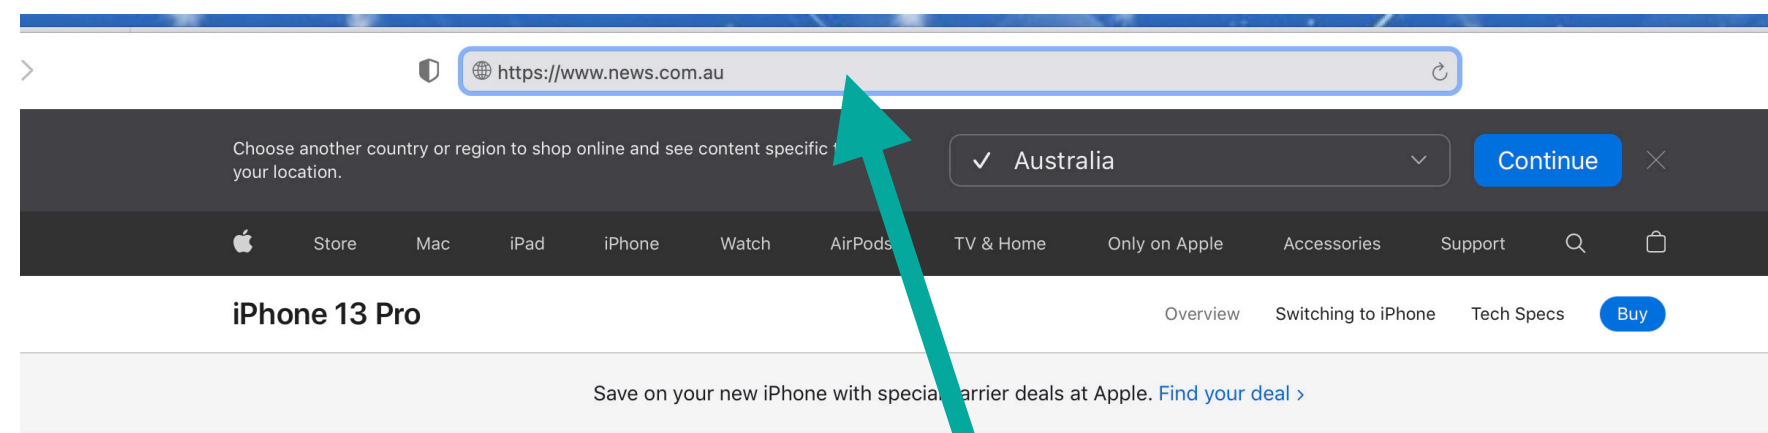 https://www.news.com.au
Choose another country or region to shop online and see content specific
your location.
Australia
Continue
Store Mac iPad iPhone Watch AirPods TV & Home Only on Apple Accessories Support
iPhone 13 Pro
Overview Switching to iPhone Tech Specs Buy
Save on your new iPhone with special carrier deals at Apple. Find your deal >